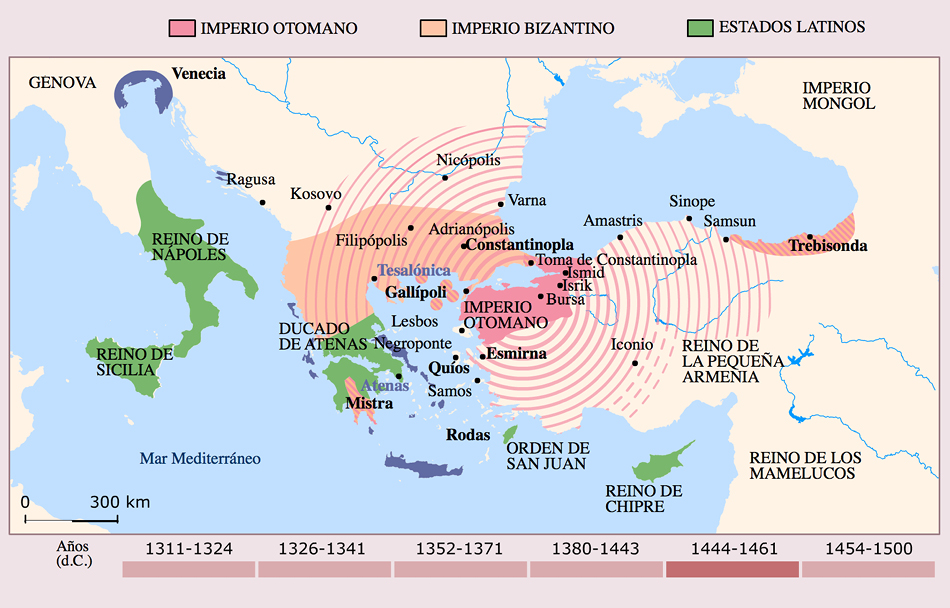 IMPERIO OTOMANO
IMPERIO BIZANTINO
ESTADOS LATINOS
GENOVA
Venecia
IMPERIO
MONGOL
Nicópolis
Ragusa
Kosovo
Varna
Sinope
Amastris
Samsun
Adrianópolis
Filipópolis
Constantinopla
Trebisonda
REINO DE
NÁPOLES
Toma de Constantinopla
Tesalónica
Ismid
Isrik
Gallípoli
Bursa
IMPERIO
OTOMANO
Lesbos
DUCADO
DE ATENAS
Negroponte
Iconio
REINO DE
LA PEQUEÑA
ARMENIA
REINO DE
SICILIA
Esmirna
Quíos
Atenas
Samos
Mistra
Rodas
ORDEN DE
SAN JUAN
Mar Mediterráneo
REINO DE LOS
MAMELUCOS
REINO DE
CHIPRE
0 300 km
Años
(d.C.)
1311-1324
1326-1341
1352-1371
1380-1443
1444-1461
1454-1500